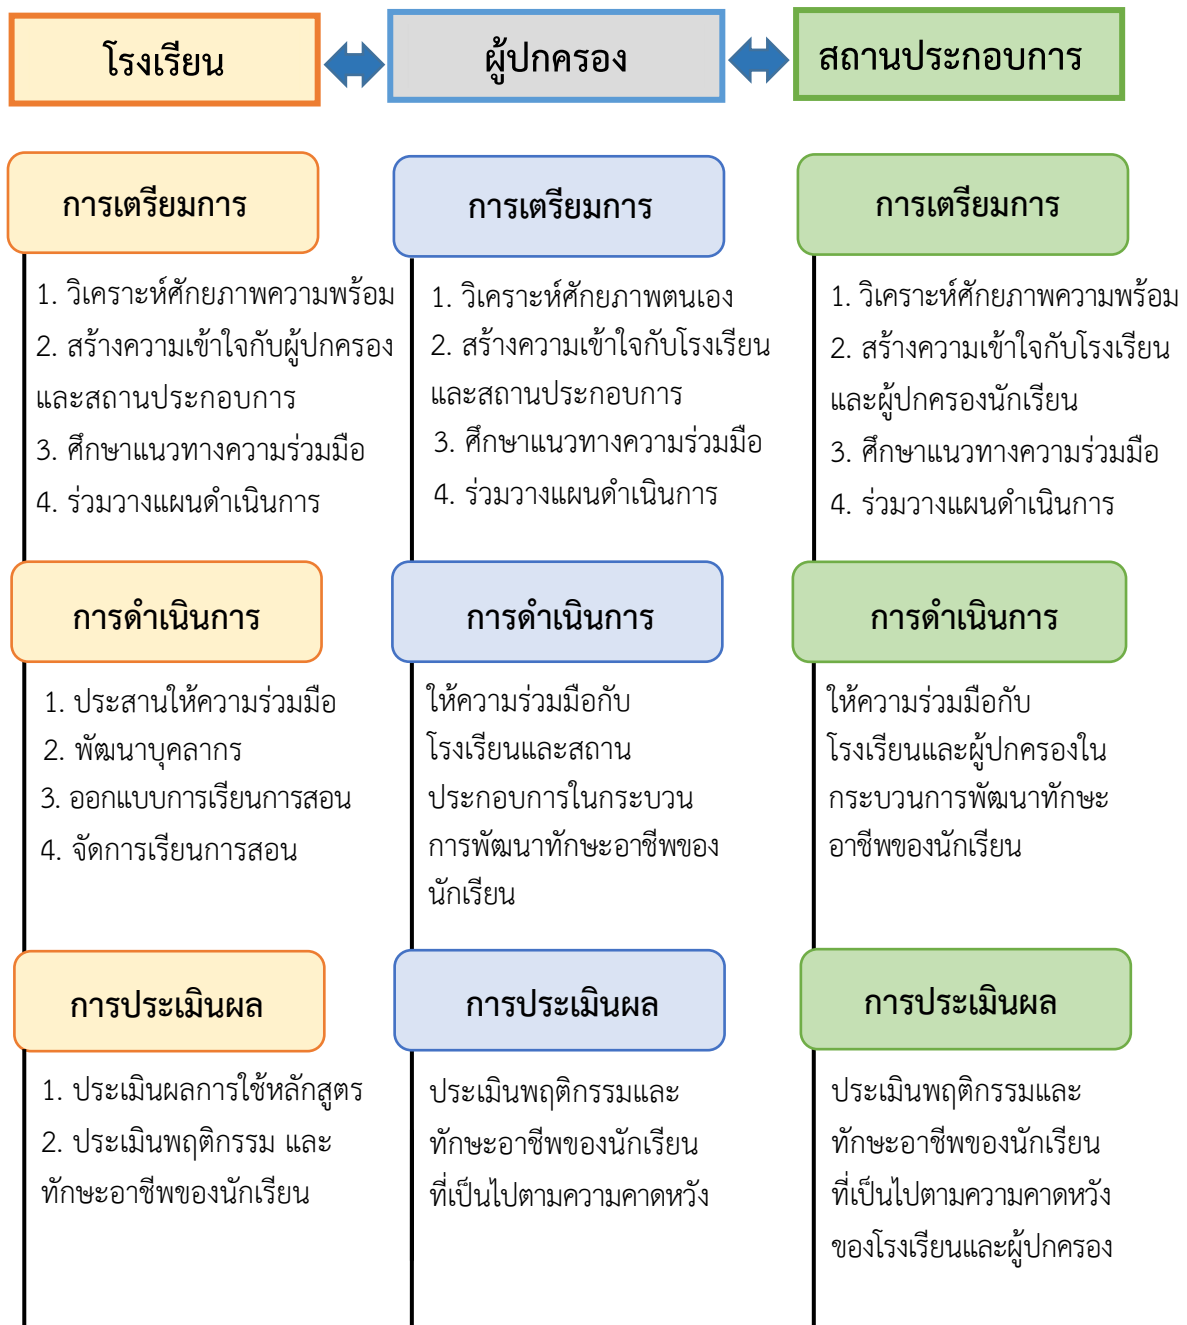 โรงเรียน
ผู้ปกครอง
สถานประกอบการ
การเตรียมการ
1. วิเคราะห์ศักยภาพความพร้อม
2. สร้างความเข้าใจกับผู้ปกครอง
และสถานประกอบการ
3. ศึกษาแนวทางความร่วมมือ
4. ร่วมวางแผนดำเนินการ
การดำเนินการ
1. ประสานให้ความร่วมมือ
2. พัฒนาบุคลากร
3. ออกแบบการเรียนการสอน
4. จัดการเรียนการสอน
การประเมินผล
1. ประเมินผลการใช้หลักสูตร
2. ประเมินพฤติกรรม และ
ทักษะอาชีพของนักเรียน
การเตรียมการ
1. วิเคราะห์ศักยภาพตนเอง
2. สร้างความเข้าใจกับโรงเรียน
และสถานประกอบการ
3. ศึกษาแนวทางความร่วมมือ
4. ร่วมวางแผนดำเนินการ
การดำเนินการ
ให้ความร่วมมือกับ
โรงเรียนและสถาน
ประกอบการในกระบวน
การพัฒนาทักษะอาชีพของ
นักเรียน
การประเมินผล
ประเมินพฤติกรรมและ
ทักษะอาชีพของนักเรียน
ที่เป็นไปตามความคาดหวัง
การเตรียมการ
1. วิเคราะห์ศักยภาพความพร้อม
2. สร้างความเข้าใจกับโรงเรียน
และผู้ปกครองนักเรียน
3. ศึกษาแนวทางความร่วมมือ
4. ร่วมวางแผนดำเนินการ
การดำเนินการ
ให้ความร่วมมือกับ
โรงเรียนและผู้ปกครองใน
กระบวนการพัฒนาทักษะ
อาชีพของนักเรียน
การประเมินผล
ประเมินพฤติกรรมและ
ทักษะอาชีพของนักเรียน
ที่เป็นไปตามความคาดหวัง
ของโรงเรียนและผู้ปกครอง